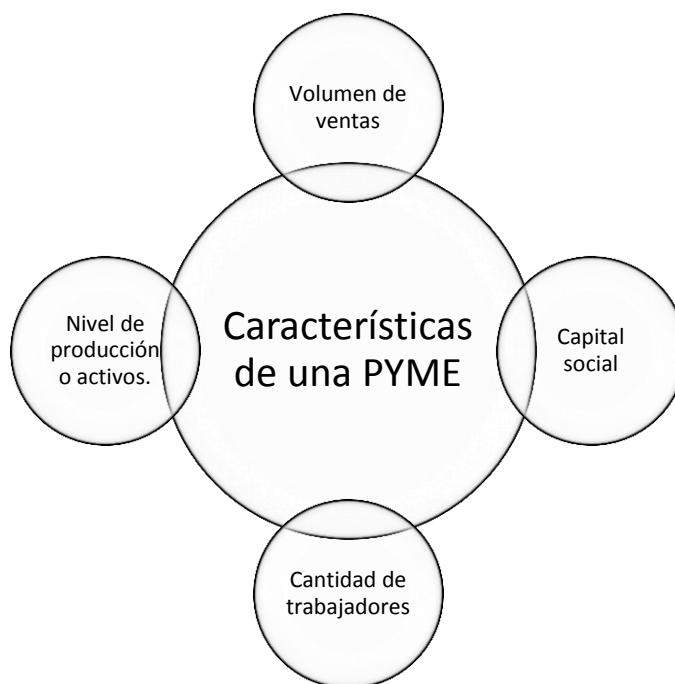 Volumen de
ventas
Nivel de
producción
o activos.
Características
de una PYME
Capital
social
Cantidad de
trabajadores